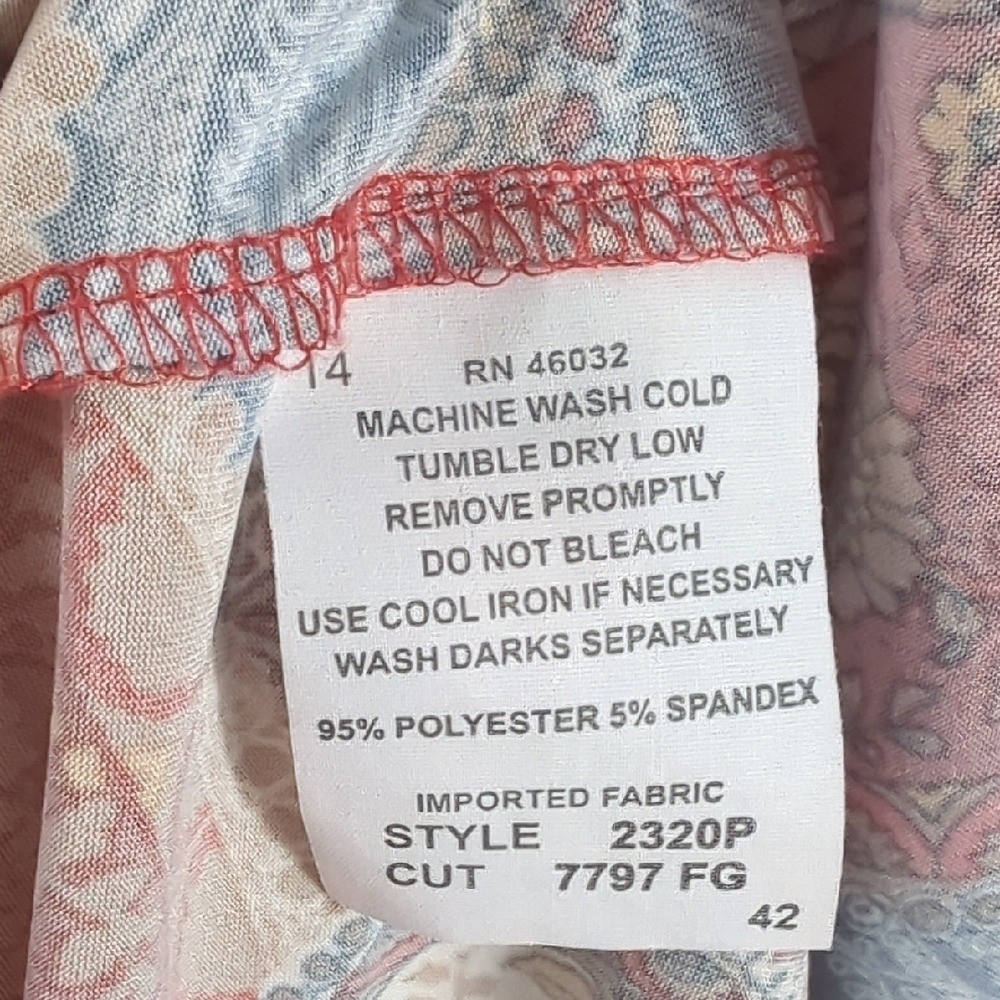 14 RN 46032
MACHINE WASH COLD
TUMBLE DRY LOW
REMOVE PROMPTLY
DO NOT BLEACH
USE COOL IRON IF NECESSARY
WASH DARKS SEPARATELY
95% POLYESTER 5% SPANDEX
IMPORTED FABRIC
STYLE 2320P
CUT 7797 FG
42